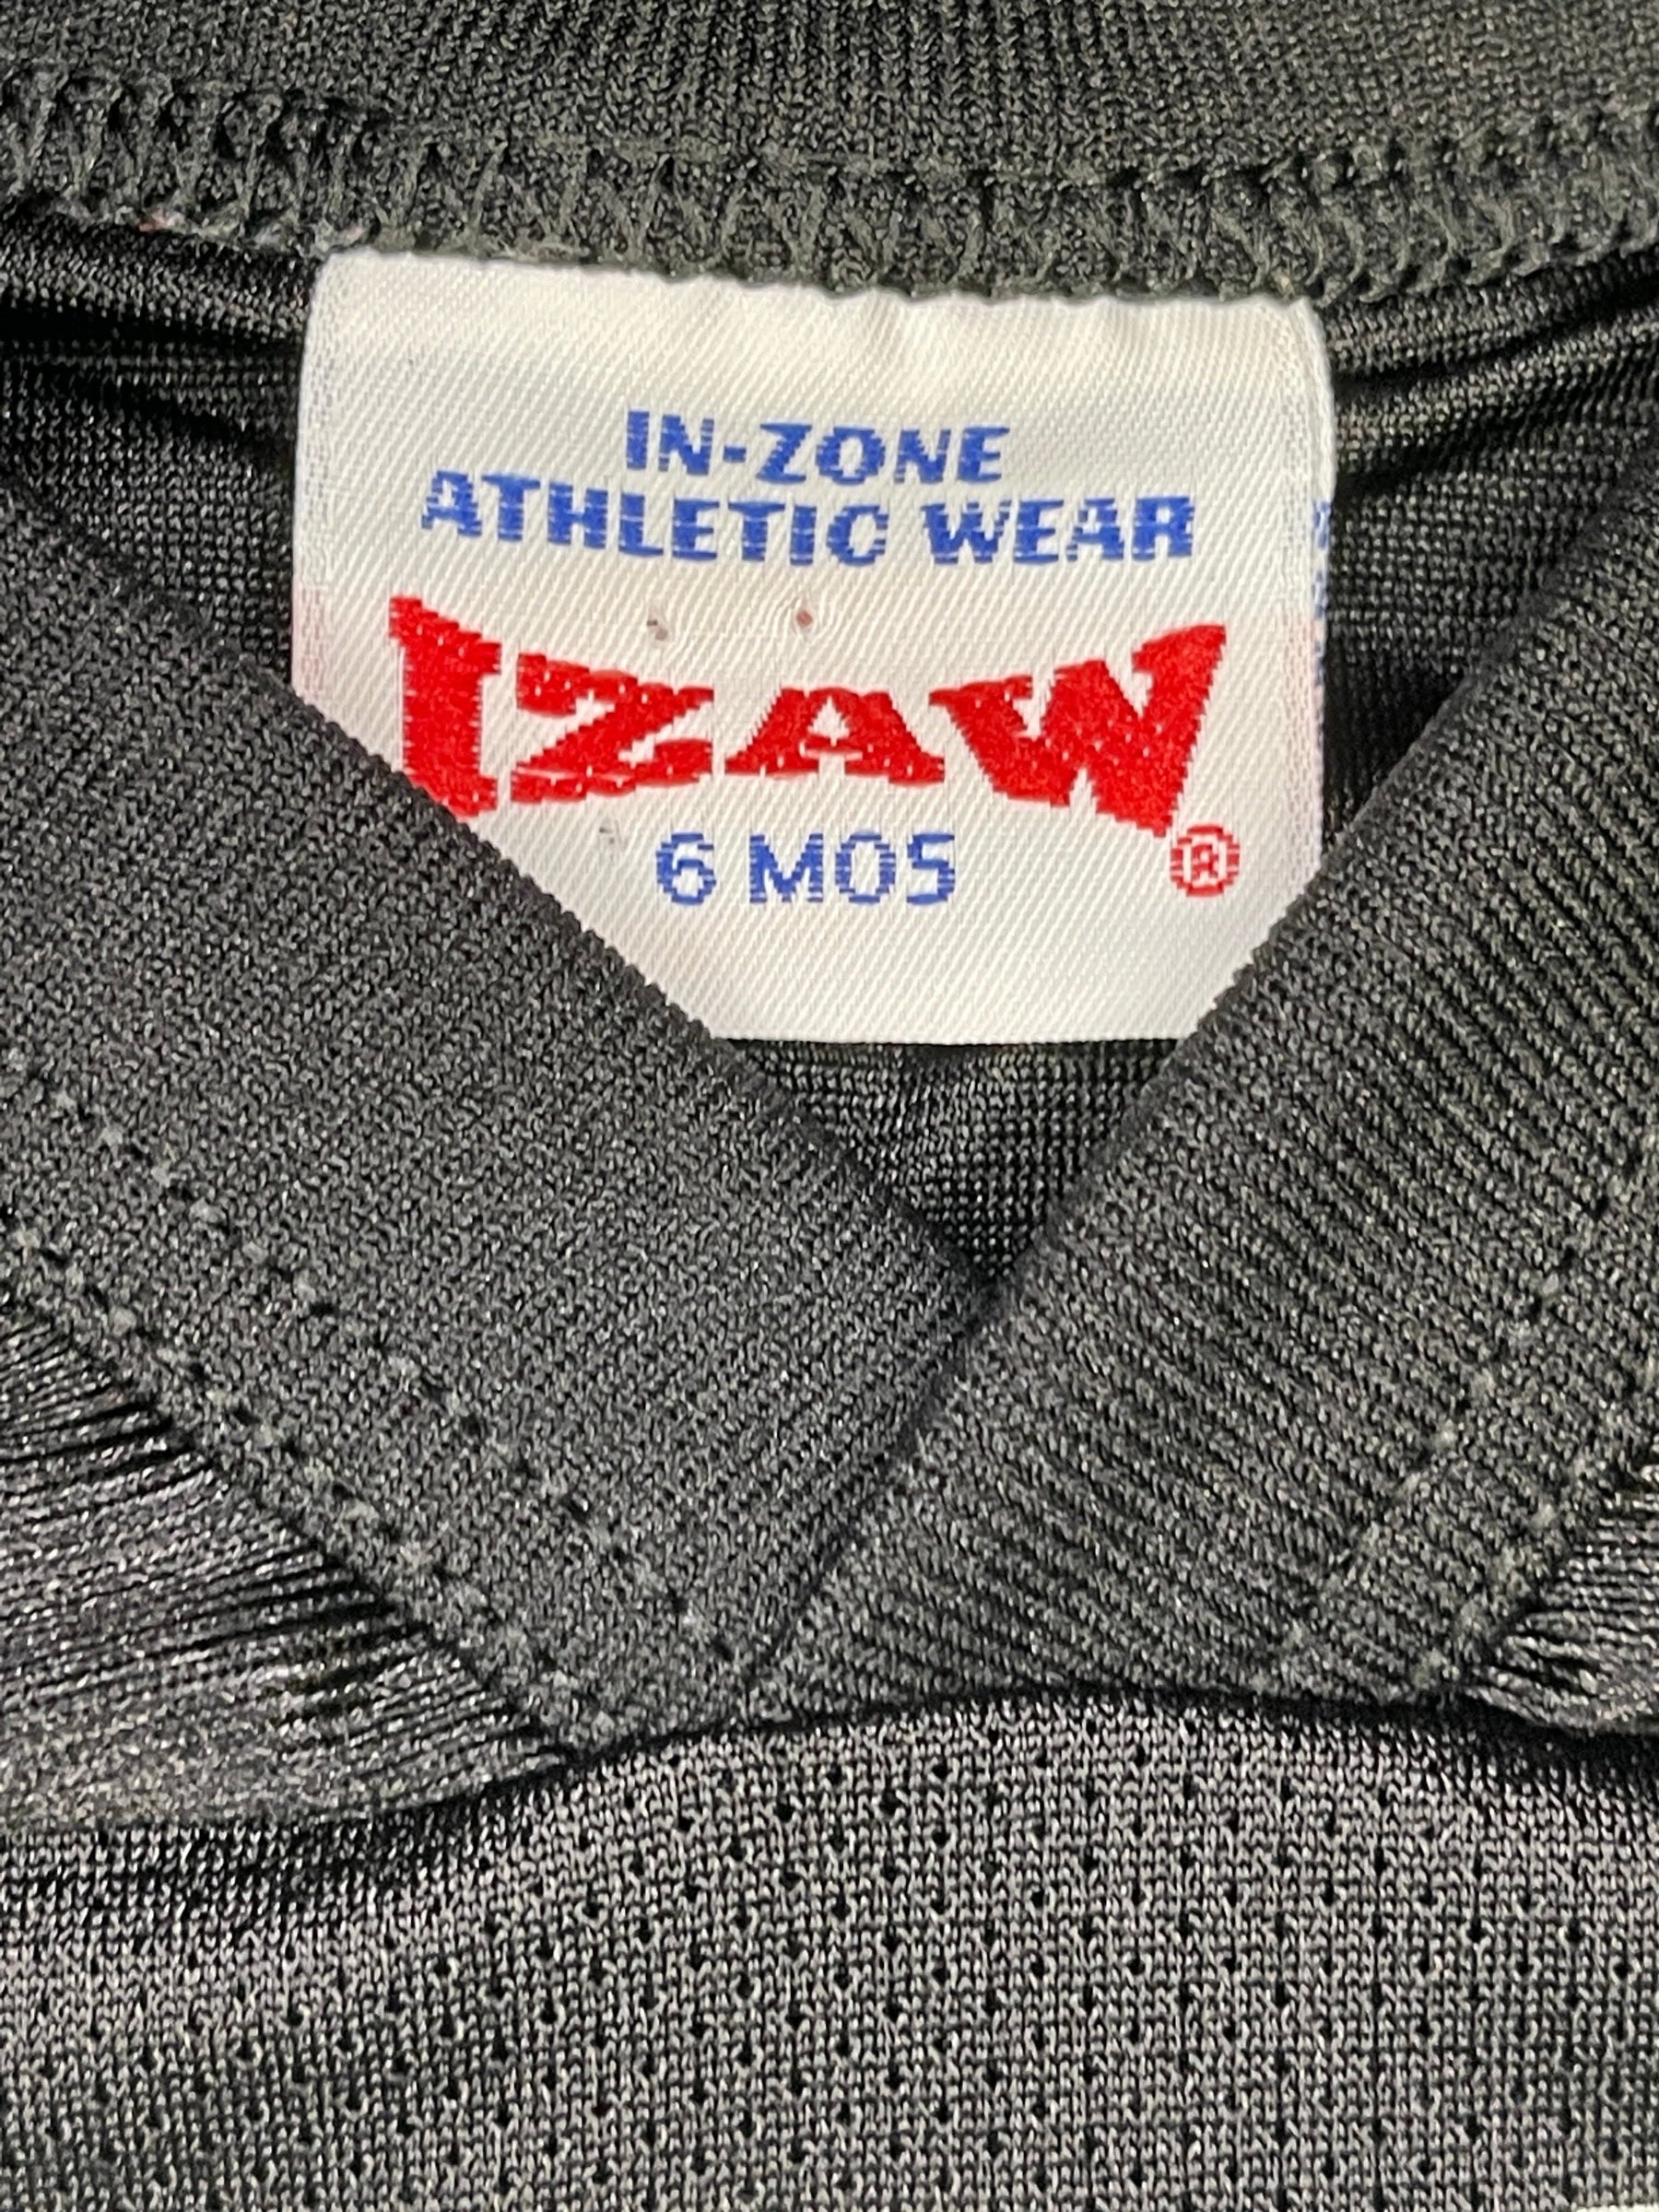 IN-ZONE
ATHLETIC WEAR
IZAW
6 MOS ®